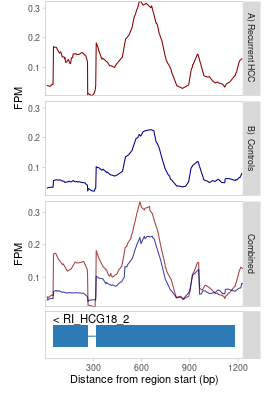 0.3
0.2
0.1
A) Recurrent HCC
0.3
0.2
0.1
B) Controls
FPM
FPM
0.3
0.2
0.1
Combined
< RI_HCG18_2
300 600 900 1200
Distance from region start (bp)